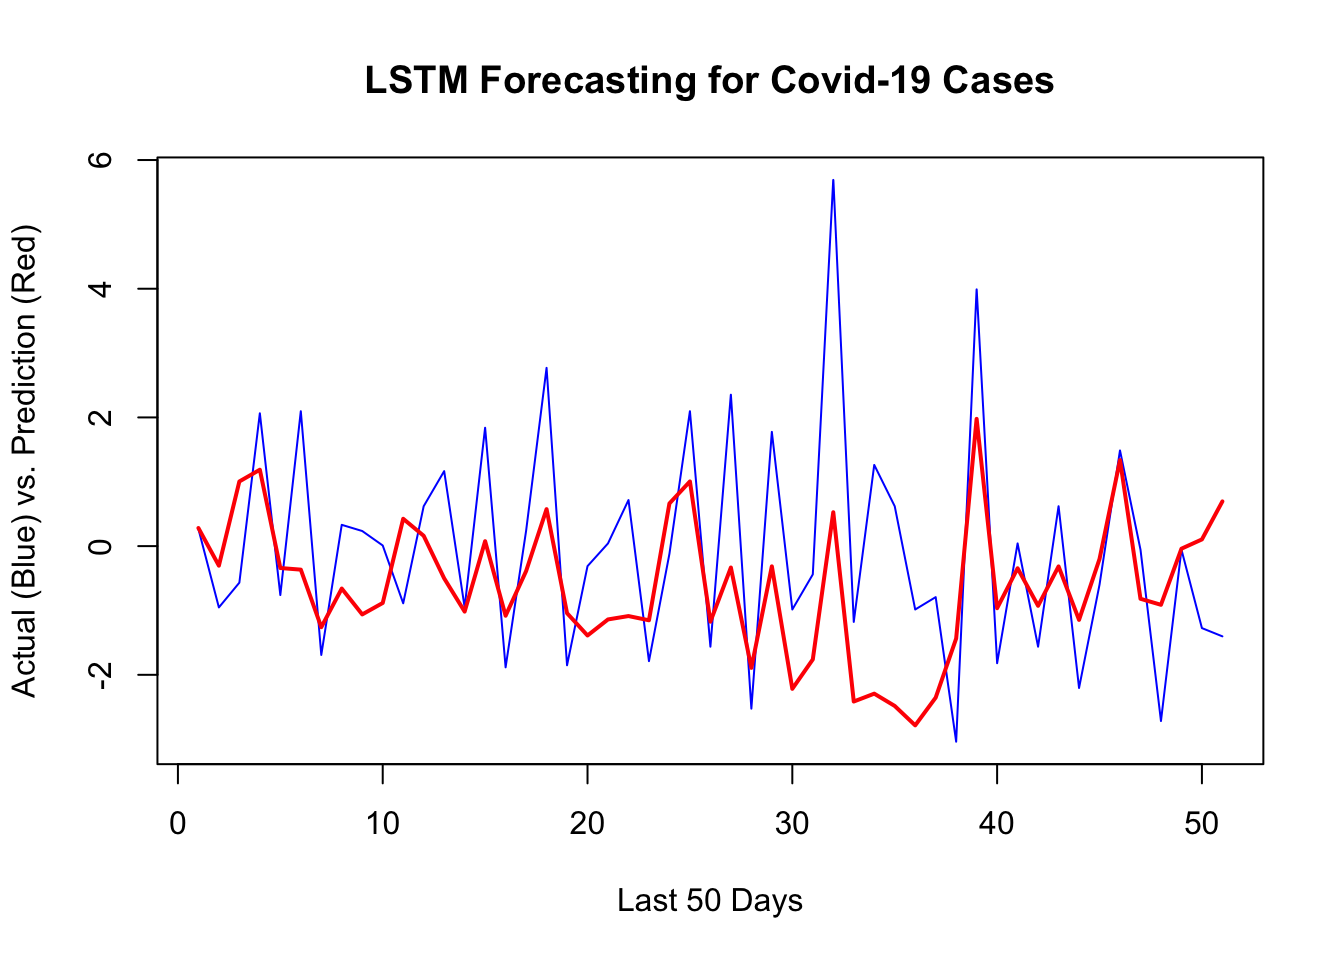 LSTM Forecasting for Covid-19 Cases
Actual (Blue) vs. Prediction (Red)
6
4
2
0
-2
0 10 20 30 40 50
Last 50 Days